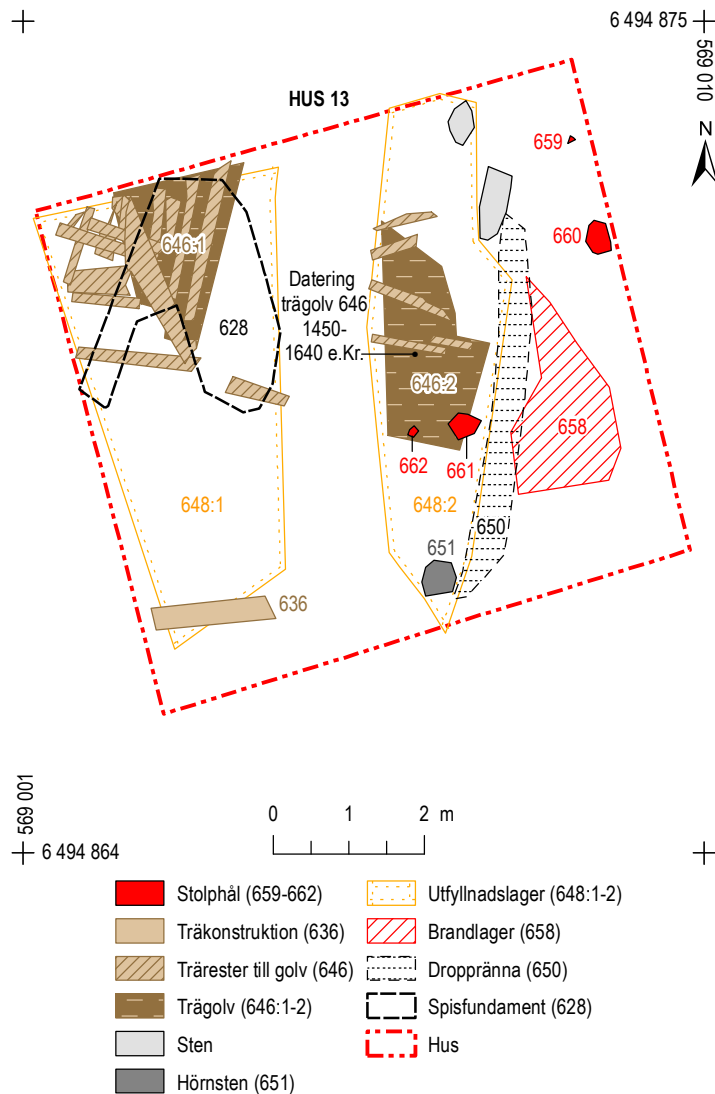 6 494 875
569 010
HUS 13
N
659
660
646:1
628
Datering
trägolv 646
1450-
1640 e.Kr.
646:2
658
662
661
648:1
648:2
650
651
636
569 001
6 494 864
0 1 2 m
Stolphål (659-662)
Träkonstruktion (636)
Trärester till golv (646)
Trägolv (646:1-2)
Sten
Hörnsten (651)
Utfyllnadslager (648:1-2)
Brandlager (658)
Droppränna (650)
Spisfundament (628)
Hus